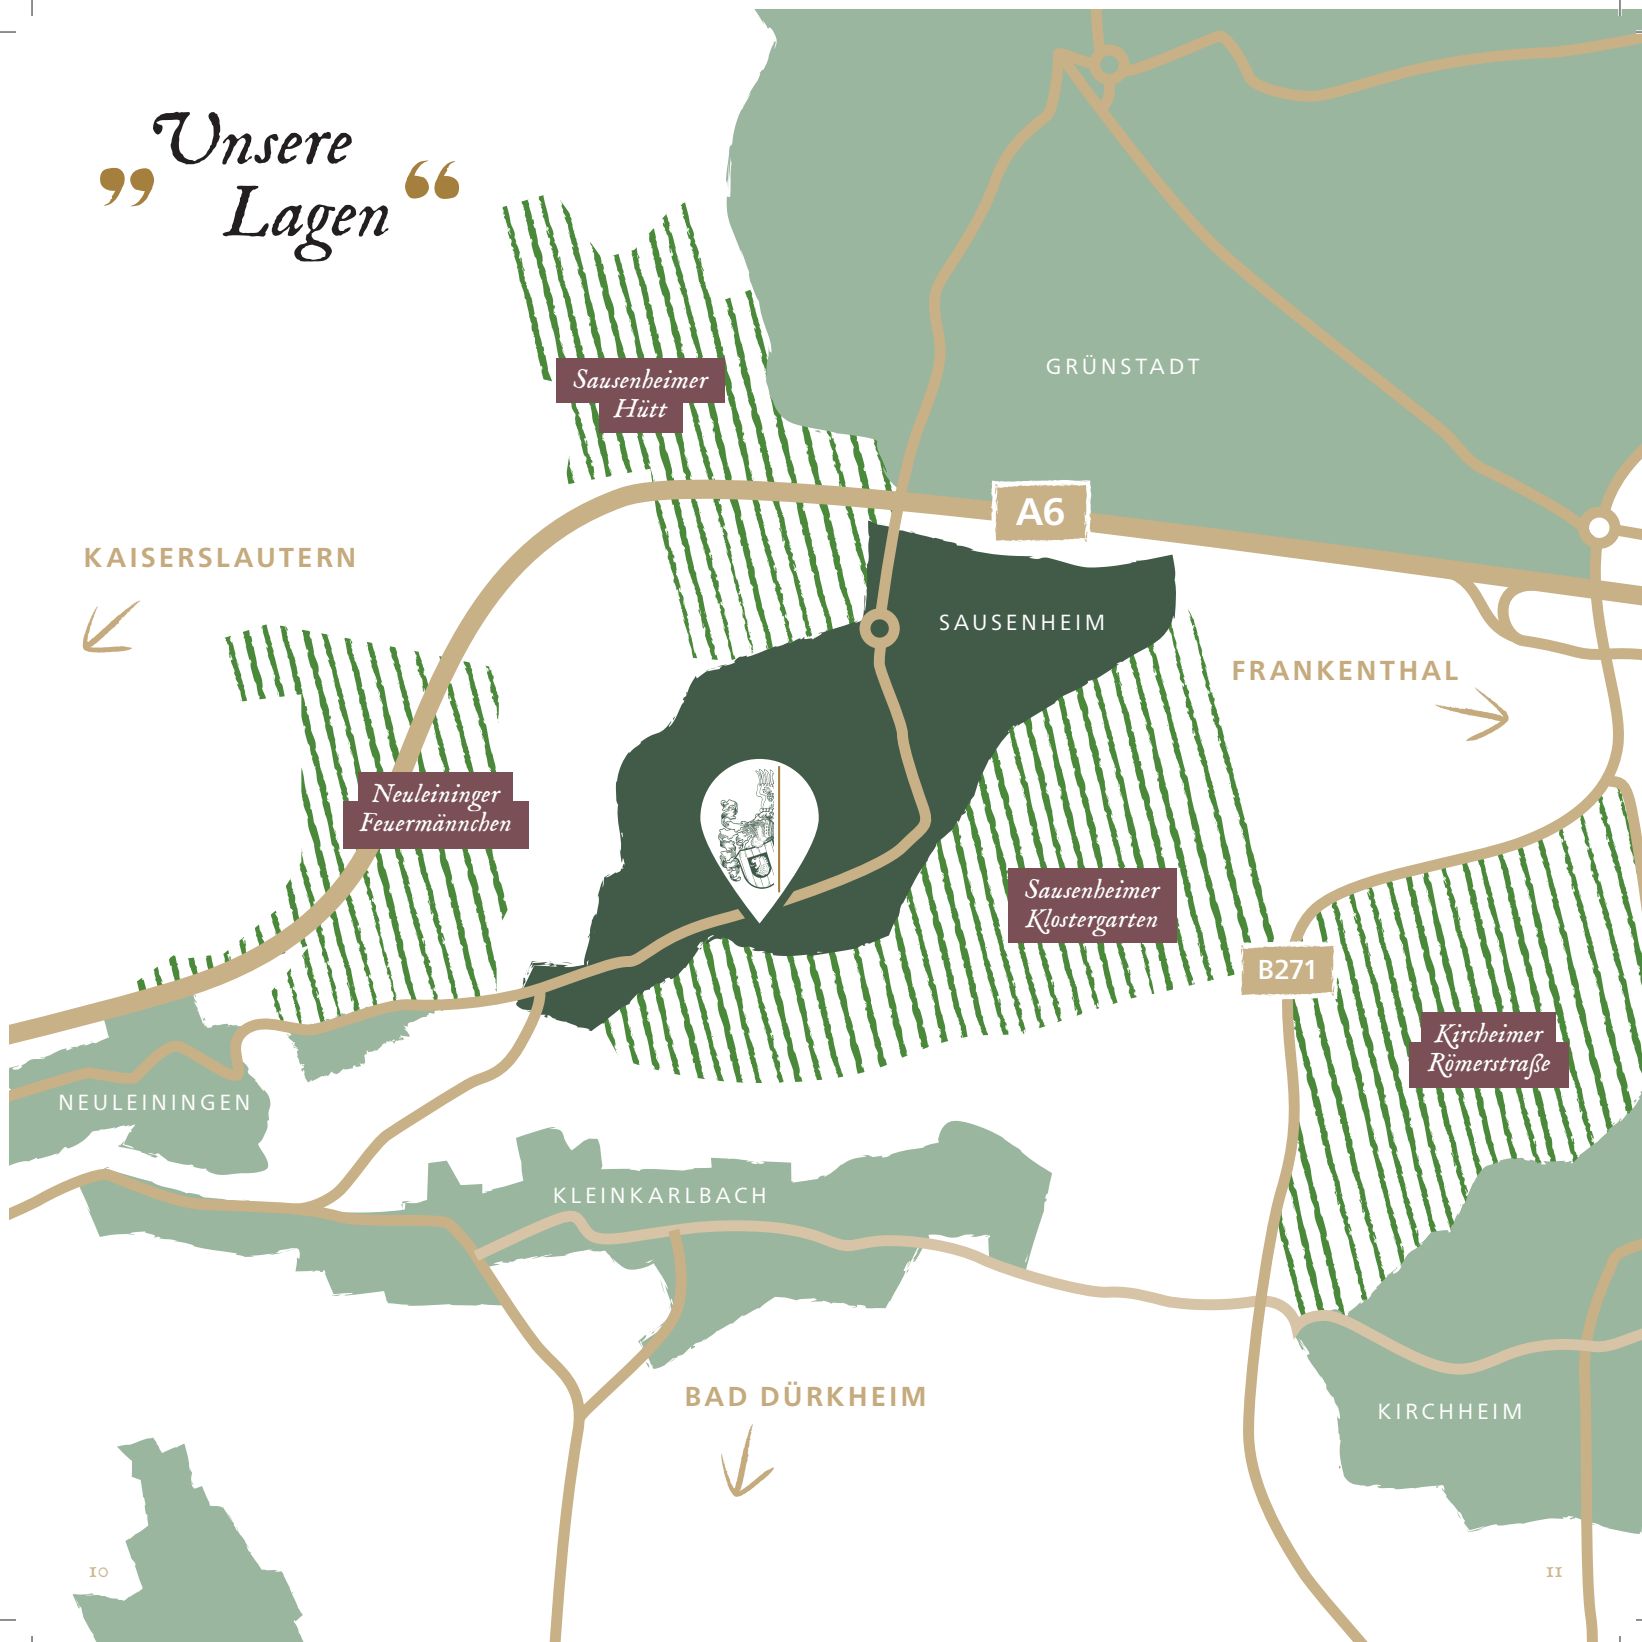 „Unsere
Lagen“
Sausenheimer
Hütt
GRÜNSTADT
A6
KAISERSLAUTERN
SAUSENHEIM
FRANKENTHAL
Neuleininger
Feuermännchen
Sausenheimer
Klostergarten
B271
Kircheimer
Römerstraße
NEULEININGEN
KLEINKARLBACH
BAD DÜRKHEIM
KIRCHHEIM
10
11